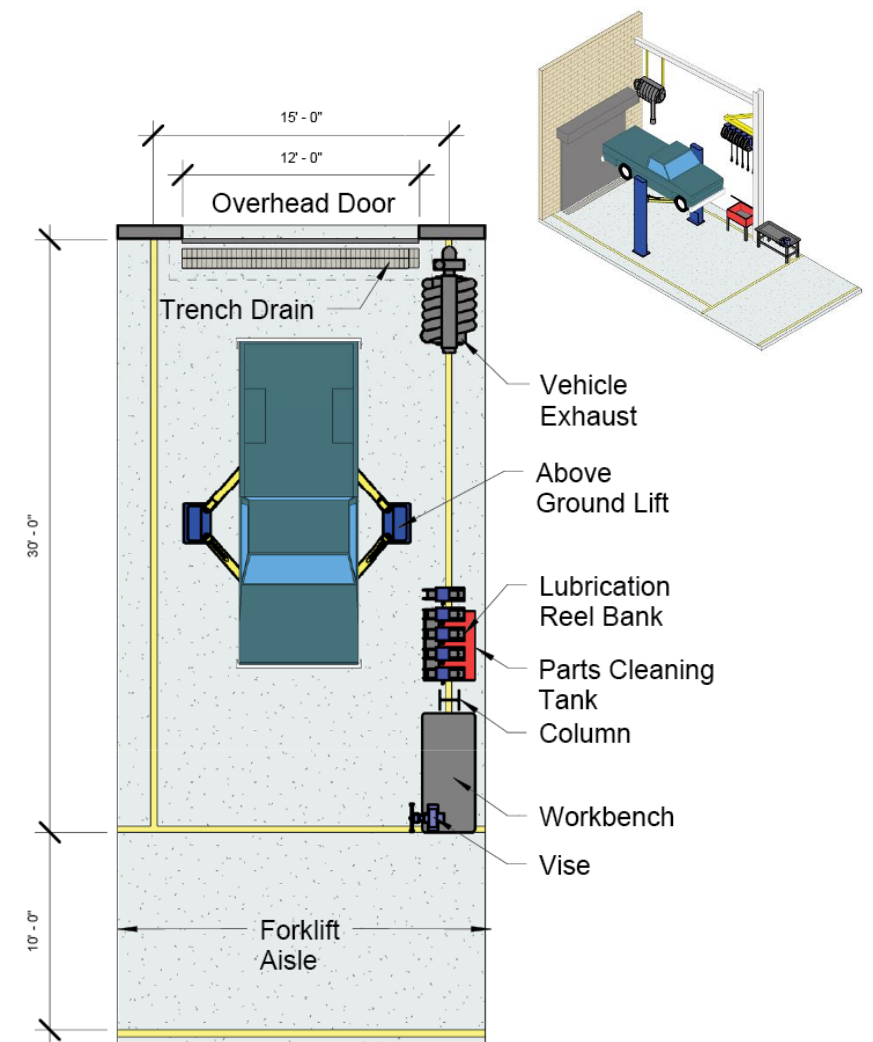 15' - 0"
12' - 0"
Overhead Door
Trench Drain
Vehicle
Exhaust
Above
Ground Lift
30' - 0"
Lubrication
Reel Bank
Parts Cleaning
Tank
Column
Workbench
Vise
10' - 0"
Forklift
Aisle